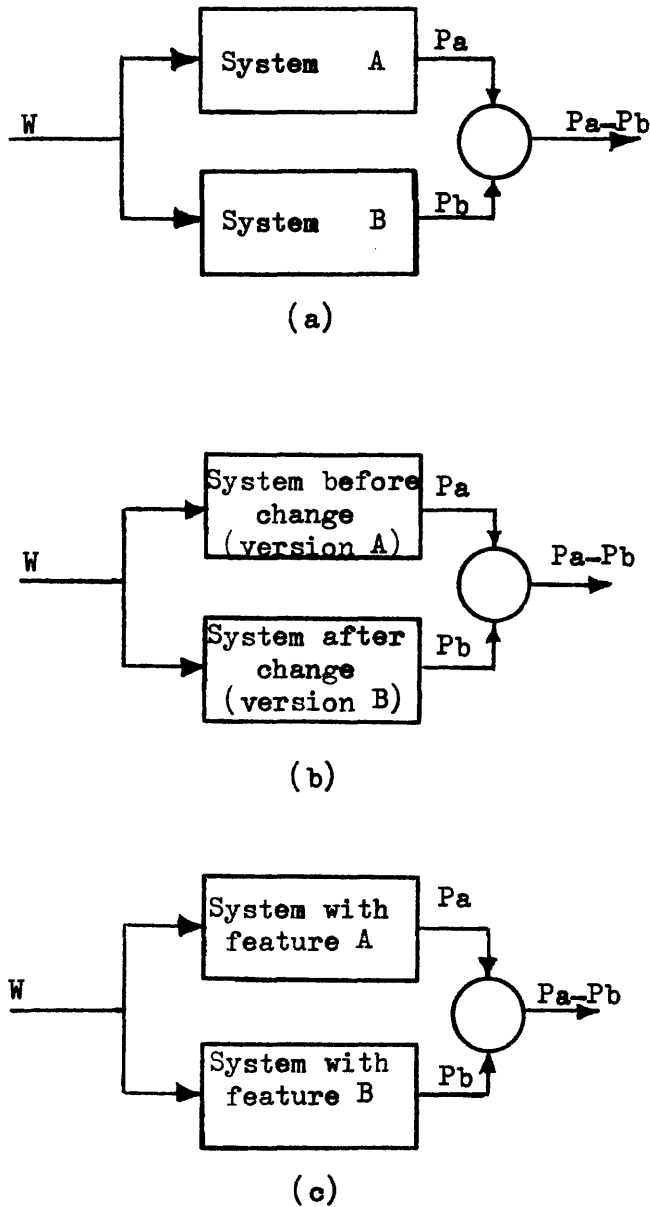 System A
Pa
W
Pa-Pb
System B
Pb
(a)
System before
change
(version A)
Pa
W
Pa-Pb
System after
change
(version B)
Pb
(b)
System with
feature A
Pa
W
Pa-Pb
System with
feature B
Pb
(c)